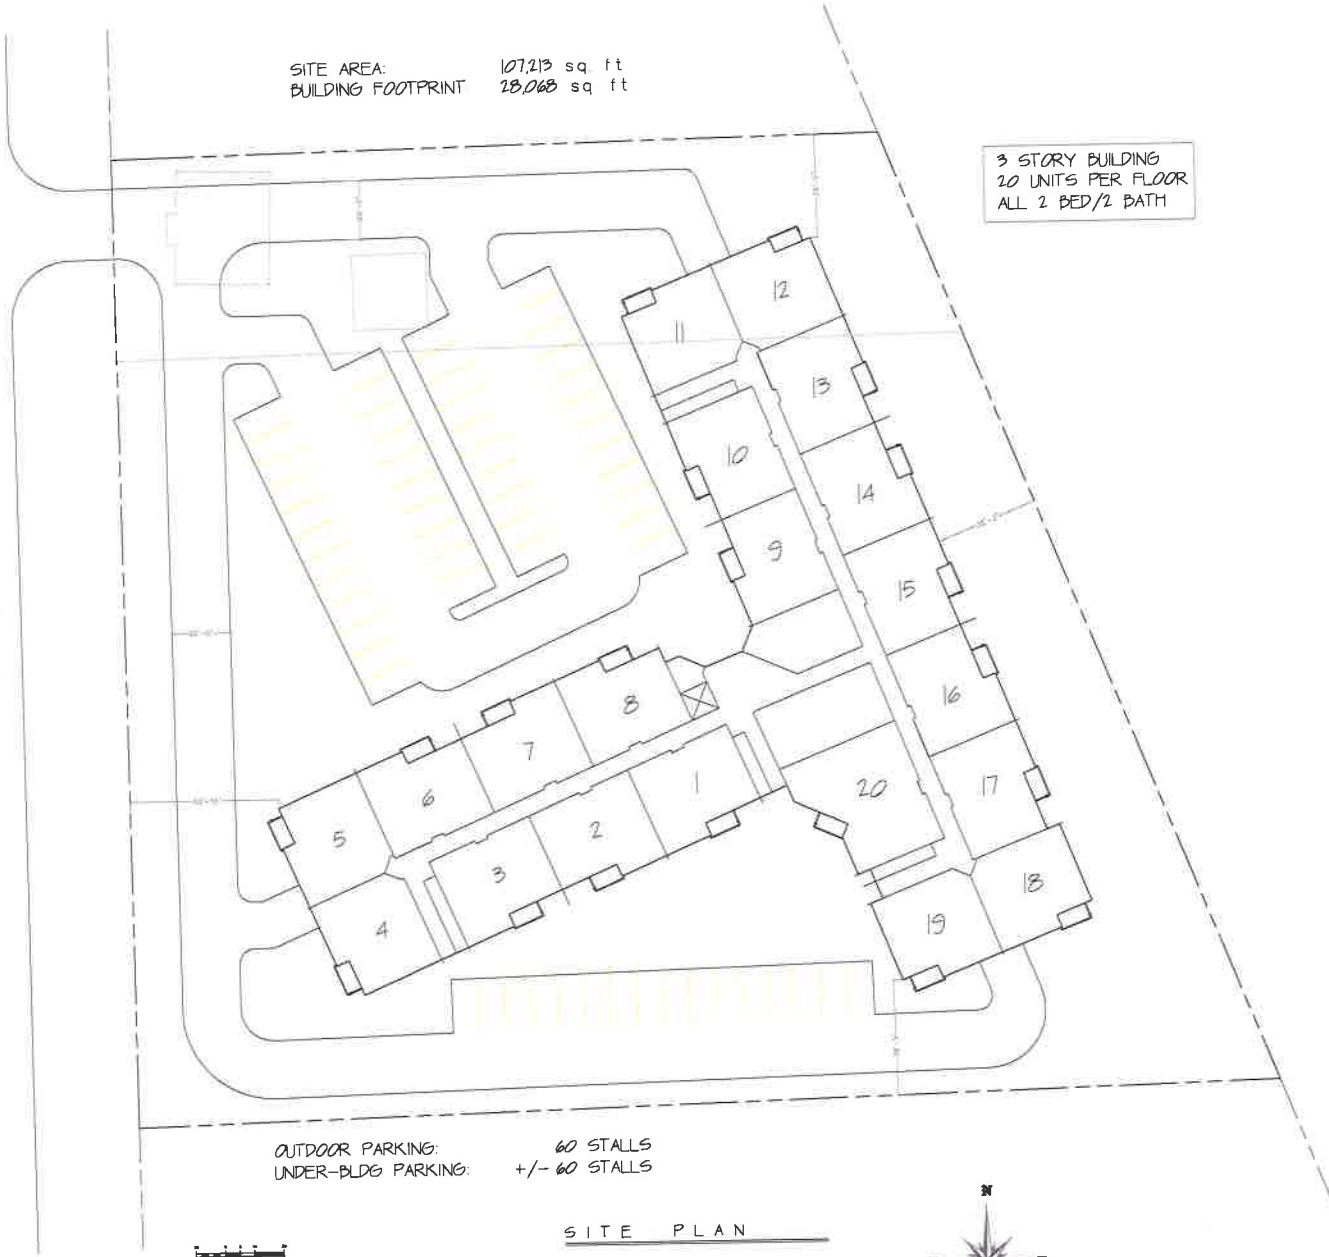 SITE AREA: 107,213 sq. ft
BUILDING FOOTPRINT 28,068 sq ft
3 STORY BUILDING
20 UNITS PER FLOOR
ALL 2 BED/2 BATH
12
11
13
10
14
9
15
16
8
7
1
17
20
6
2
5
3
18
4
19
OUTDOOR PARKING: 60 STALLS
UNDER-BLDG PARKING: +/- 60 STALLS
SITE PLAN
N